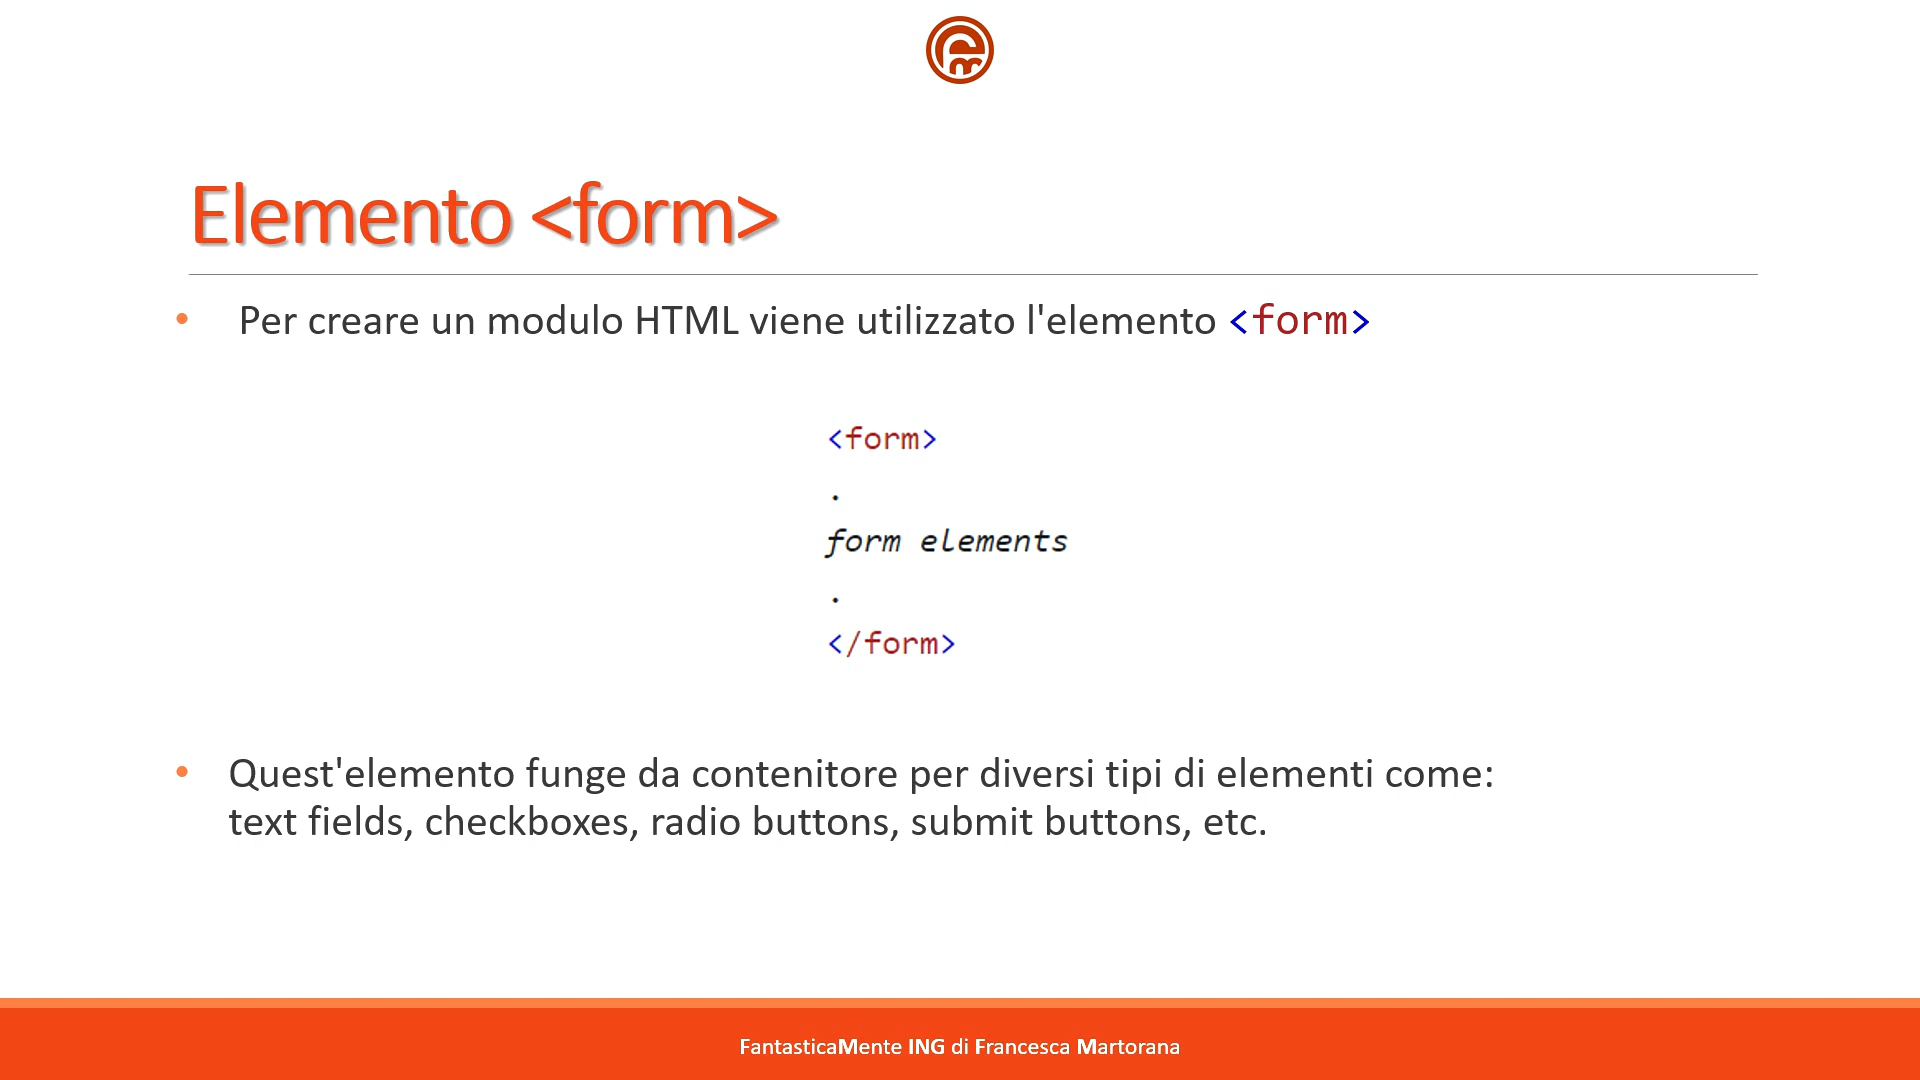 Elemento <form>
• Per creare un modulo HTML viene utilizzato l'elemento <form>
<form>
.
form elements
.
</form>
• Quest'elemento funge da contenitore per diversi tipi di elementi come:
text fields, checkboxes, radio buttons, submit buttons, etc.
FantasticaMente ING di Francesca Martorana